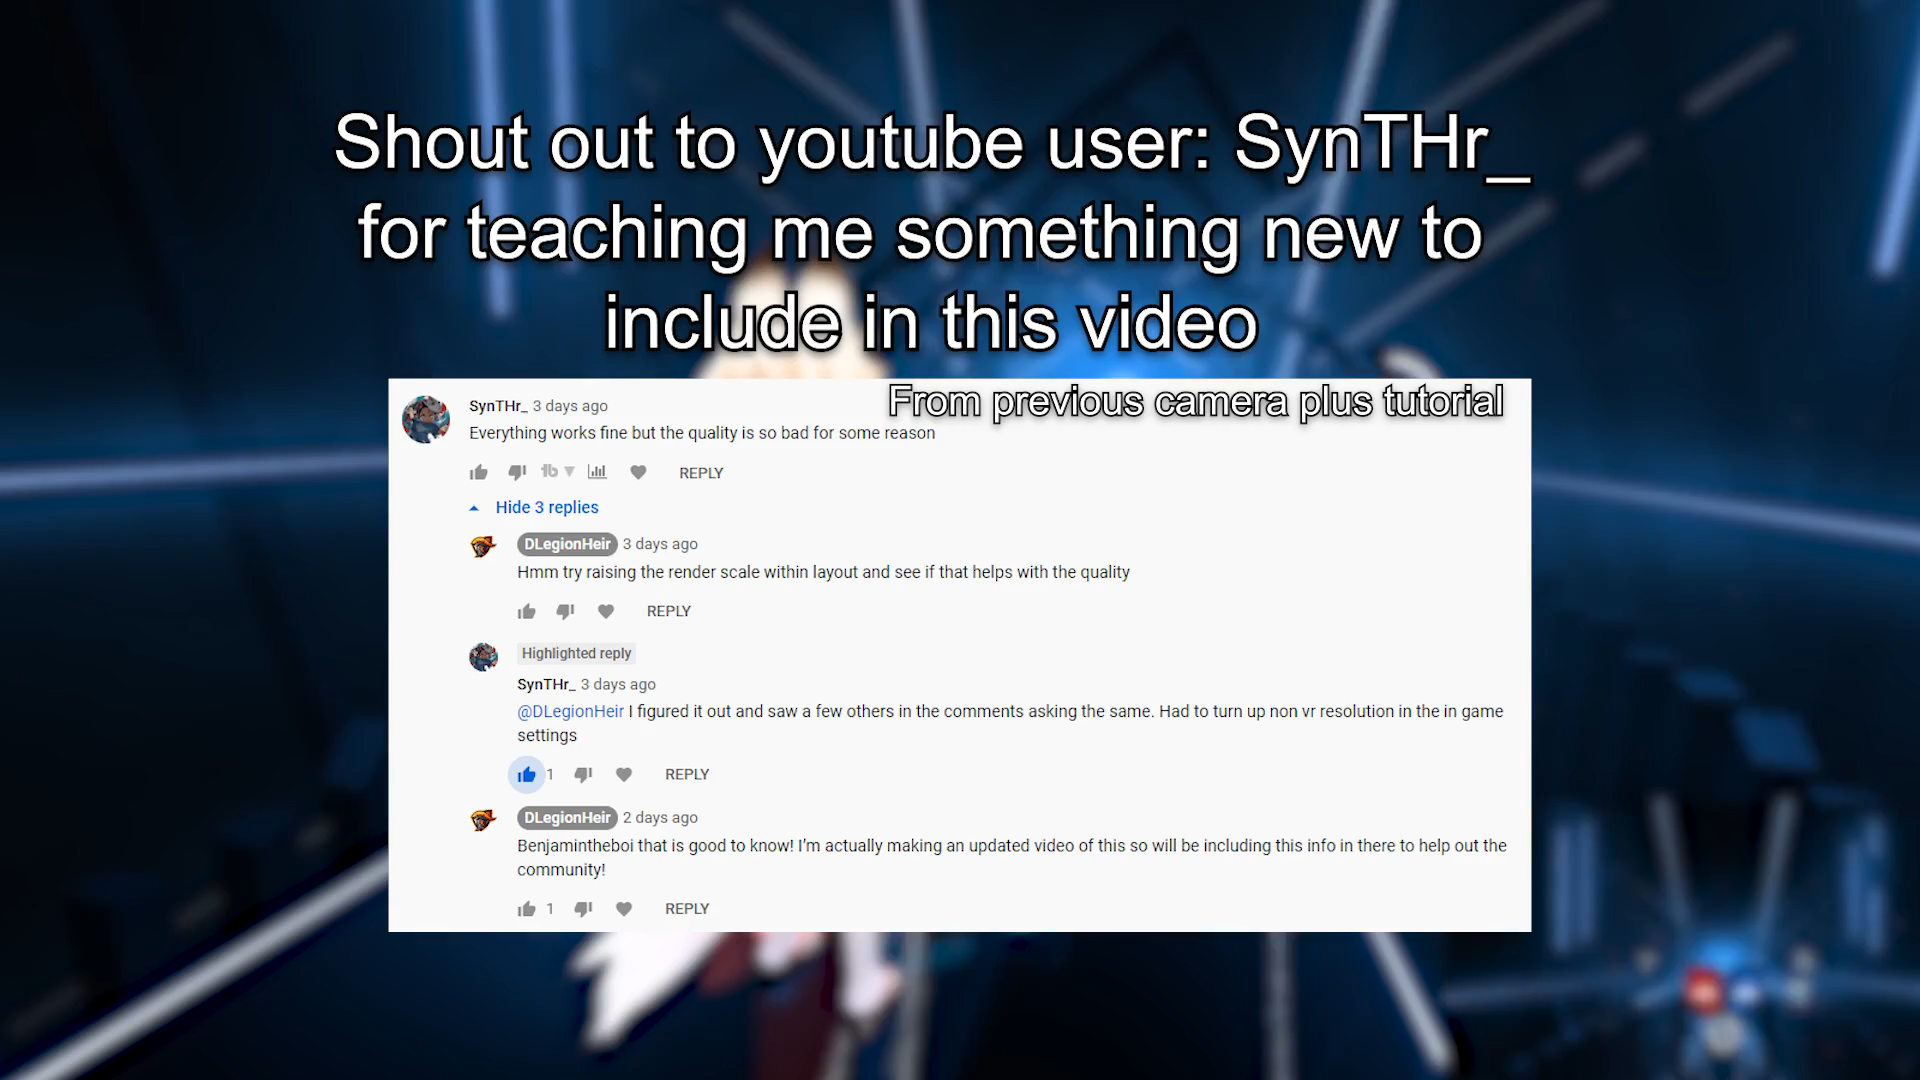 Shout out to youtube user: SynTHr_
for teaching me something new to
include in this video
From previous camera plus tutorial
SynTHr_ 3 days ago
Everything works fine but the quality is so bad for some reason
REPLY
Hide 3 replies
DLegionHeir 3 days ago
Hmm try raising the render scale within layout and see if that helps with the quality
REPLY
Highlighted reply
SynTHr_ 3 days ago
@DLegionHeir I figured it out and saw a few others in the comments asking the same. Had to turn up non vr resolution in the in game
settings
1 REPLY
DLegionHeir 2 days ago
Benjamintheboi that is good to know! I'm actually making an updated video of this so will be including this info in there to help out the
community!
1 REPLY